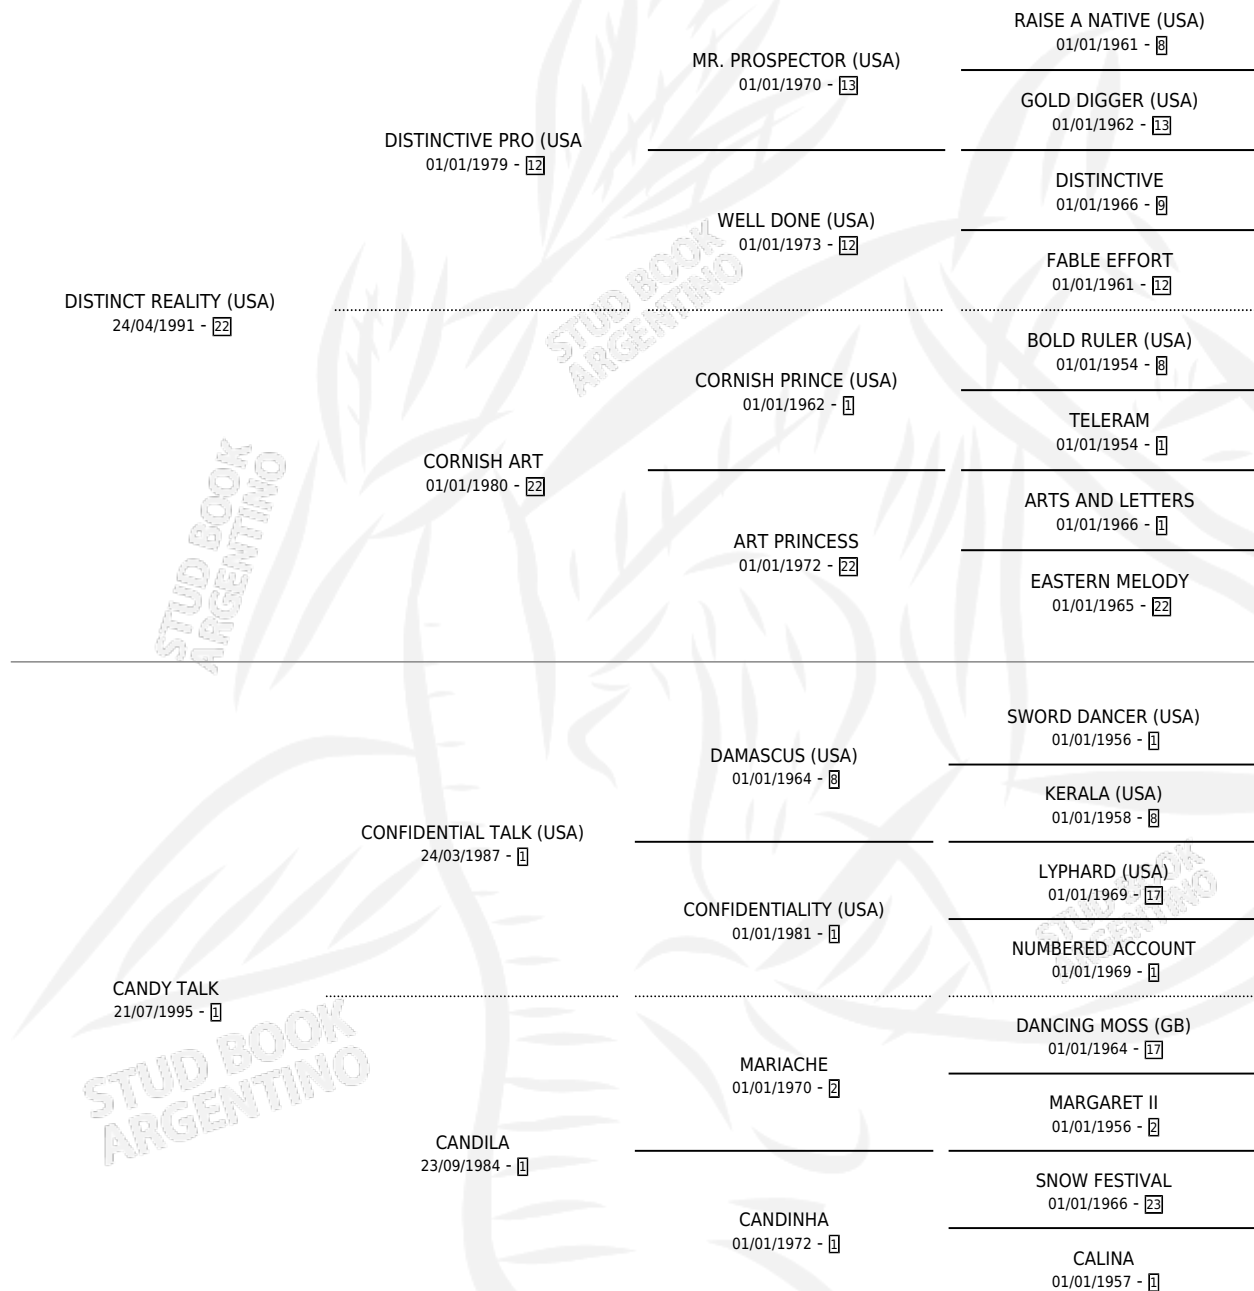 RAISE A NATIVE (USA)
01/01/1961 - 8
MR. PROSPECTOR (USA)
01/01/1970 - 13
GOLD DIGGER (USA)
01/01/1962 - 13
DISTINCTIVE PRO (USA
01/01/1979 - 12
DISTINCTIVE
01/01/1966 - 9
WELL DONE (USA)
01/01/1973 - 12
FABLE EFFORT
01/01/1961 - 12
DISTINCT REALITY (USA)
24/04/1991 - 22
BOLD RULER (USA)
01/01/1954 - 8
CORNISH PRINCE (USA)
01/01/1962 - 1
TELERAM
01/01/1954 - 1
CORNISH ART
01/01/1980 - 22
ARTS AND LETTERS
01/01/1966 - 1
ART PRINCESS
01/01/1972 - 22
EASTERN MELODY
01/01/1965 - 22
SWORD DANCER (USA)
01/01/1956 - 1
DAMASCUS (USA)
01/01/1964 - 8
KERALA (USA)
01/01/1958 - 8
CONFIDENTIAL TALK (USA)
24/03/1987 - 1
LYPHARD (USA)
01/01/1969 - 17
CONFIDENTIALITY (USA)
01/01/1981 - 1
NUMBERED ACCOUNT
01/01/1969 - 1
CANDY TALK
21/07/1995 - 1
DANCING MOSS (GB)
01/01/1964 - 17
MARIACHE
01/01/1970 - 2
MARGARET II
01/01/1956 - 2
CANDILA
23/09/1984 - 1
SNOW FESTIVAL
01/01/1966 - 23
CANDINHA
01/01/1972 - 1
CALINA
01/01/1957 - 1
STUD BOOK
ARGENTINO
STUD BOOK
ARGENTINO
STUD BOOK
ARGENTINO
STUD BOOK
ARGENTINO